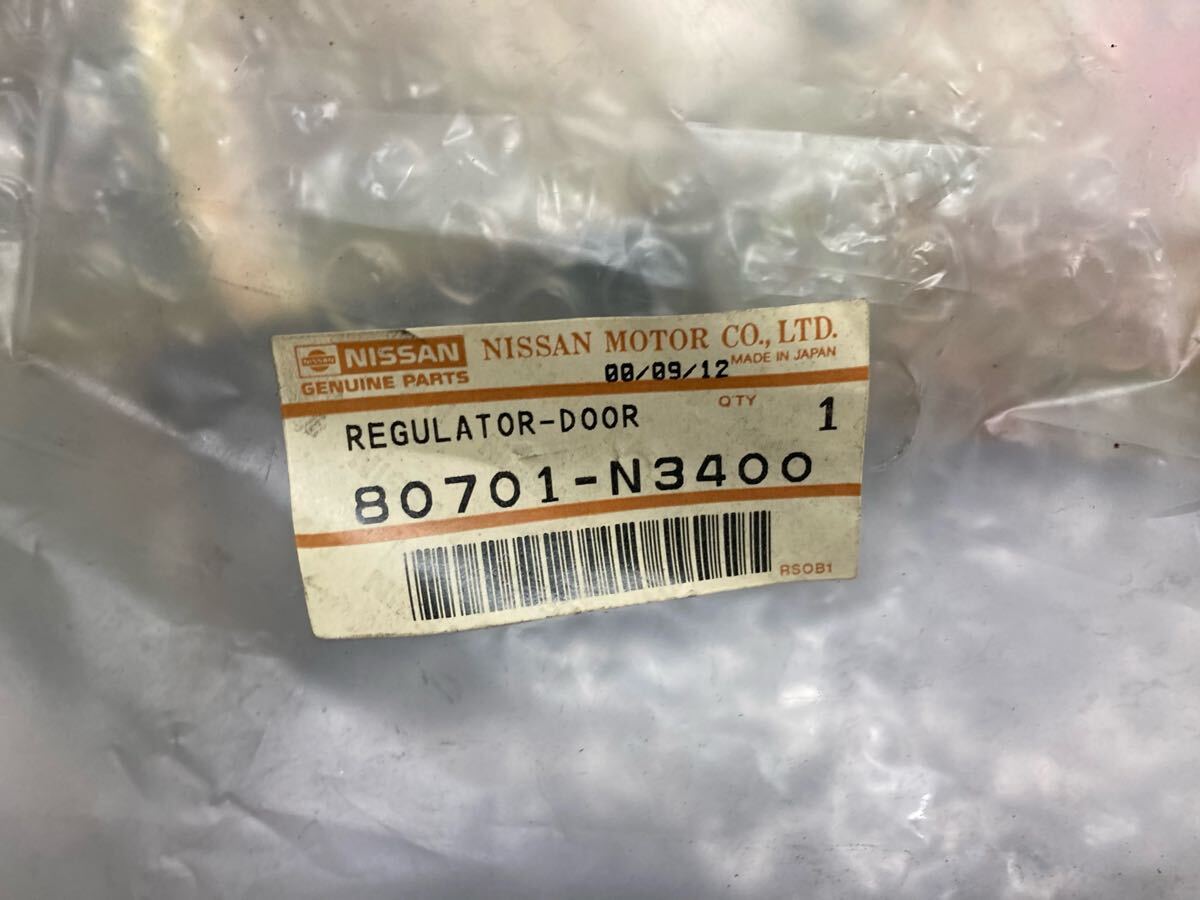 NISSAN NISSAN MOTOR CO., LTD.
GENUINE PARTS 00/09/12 MADE IN JAPAN
REGULATOR-DOOR QTY 1
80701-N3400
RSOB1